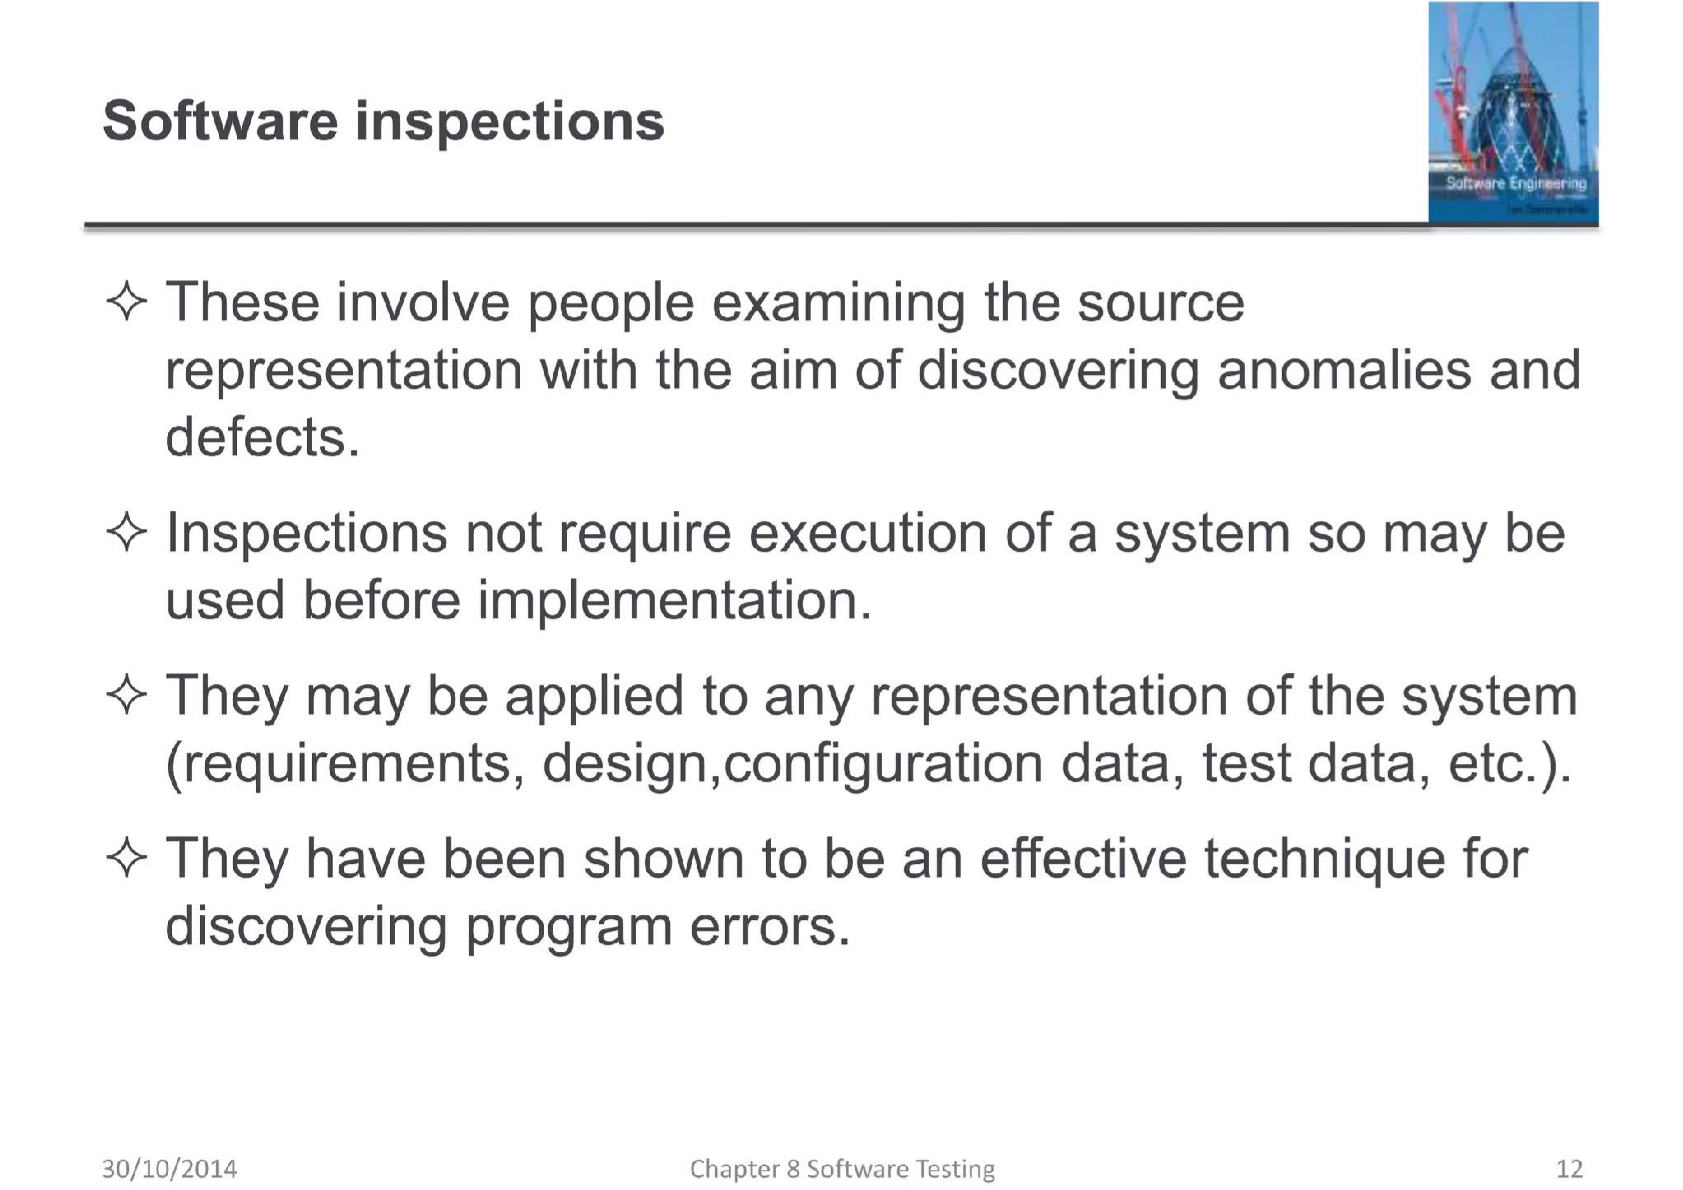 Software inspections
Software Engineering
Ian Sommerville
✧ These involve people examining the source
representation with the aim of discovering anomalies and
defects.
✧ Inspections not require execution of a system so may be
used before implementation.
✧ They may be applied to any representation of the system
(requirements, design,configuration data, test data, etc.).
✧ They have been shown to be an effective technique for
discovering program errors.
30/10/2014
Chapter 8 Software Testing
12